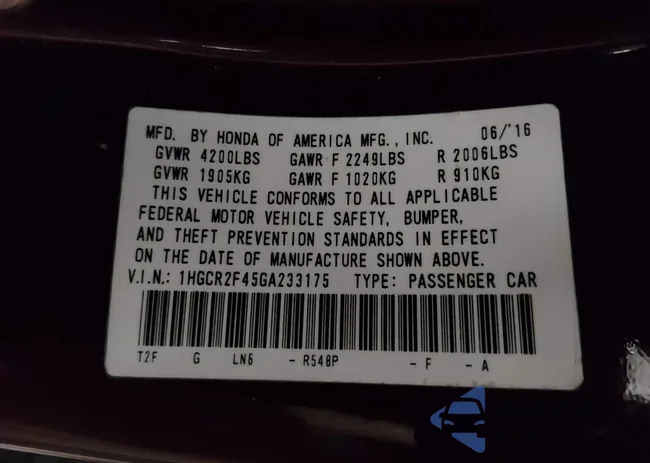 MFD. BY HONDA OF AMERICA MFG., INC. 06/'16
GVWR 4200LBS GAWR F 2249LBS R 2006LBS
GVWR 1905KG GAWR F 1020KG R 910KG
THIS VEHICLE CONFORMS TO ALL APPLICABLE
FEDERAL MOTOR VEHICLE SAFETY, BUMPER,
AND THEFT PREVENTION STANDARDS IN EFFECT
ON THE DATE OF MANUFACTURE SHOWN ABOVE.
V.I.N.: 1HGCR2F45GA233175 TYPE: PASSENGER CAR
T2F G LN6 - R548P - F - A